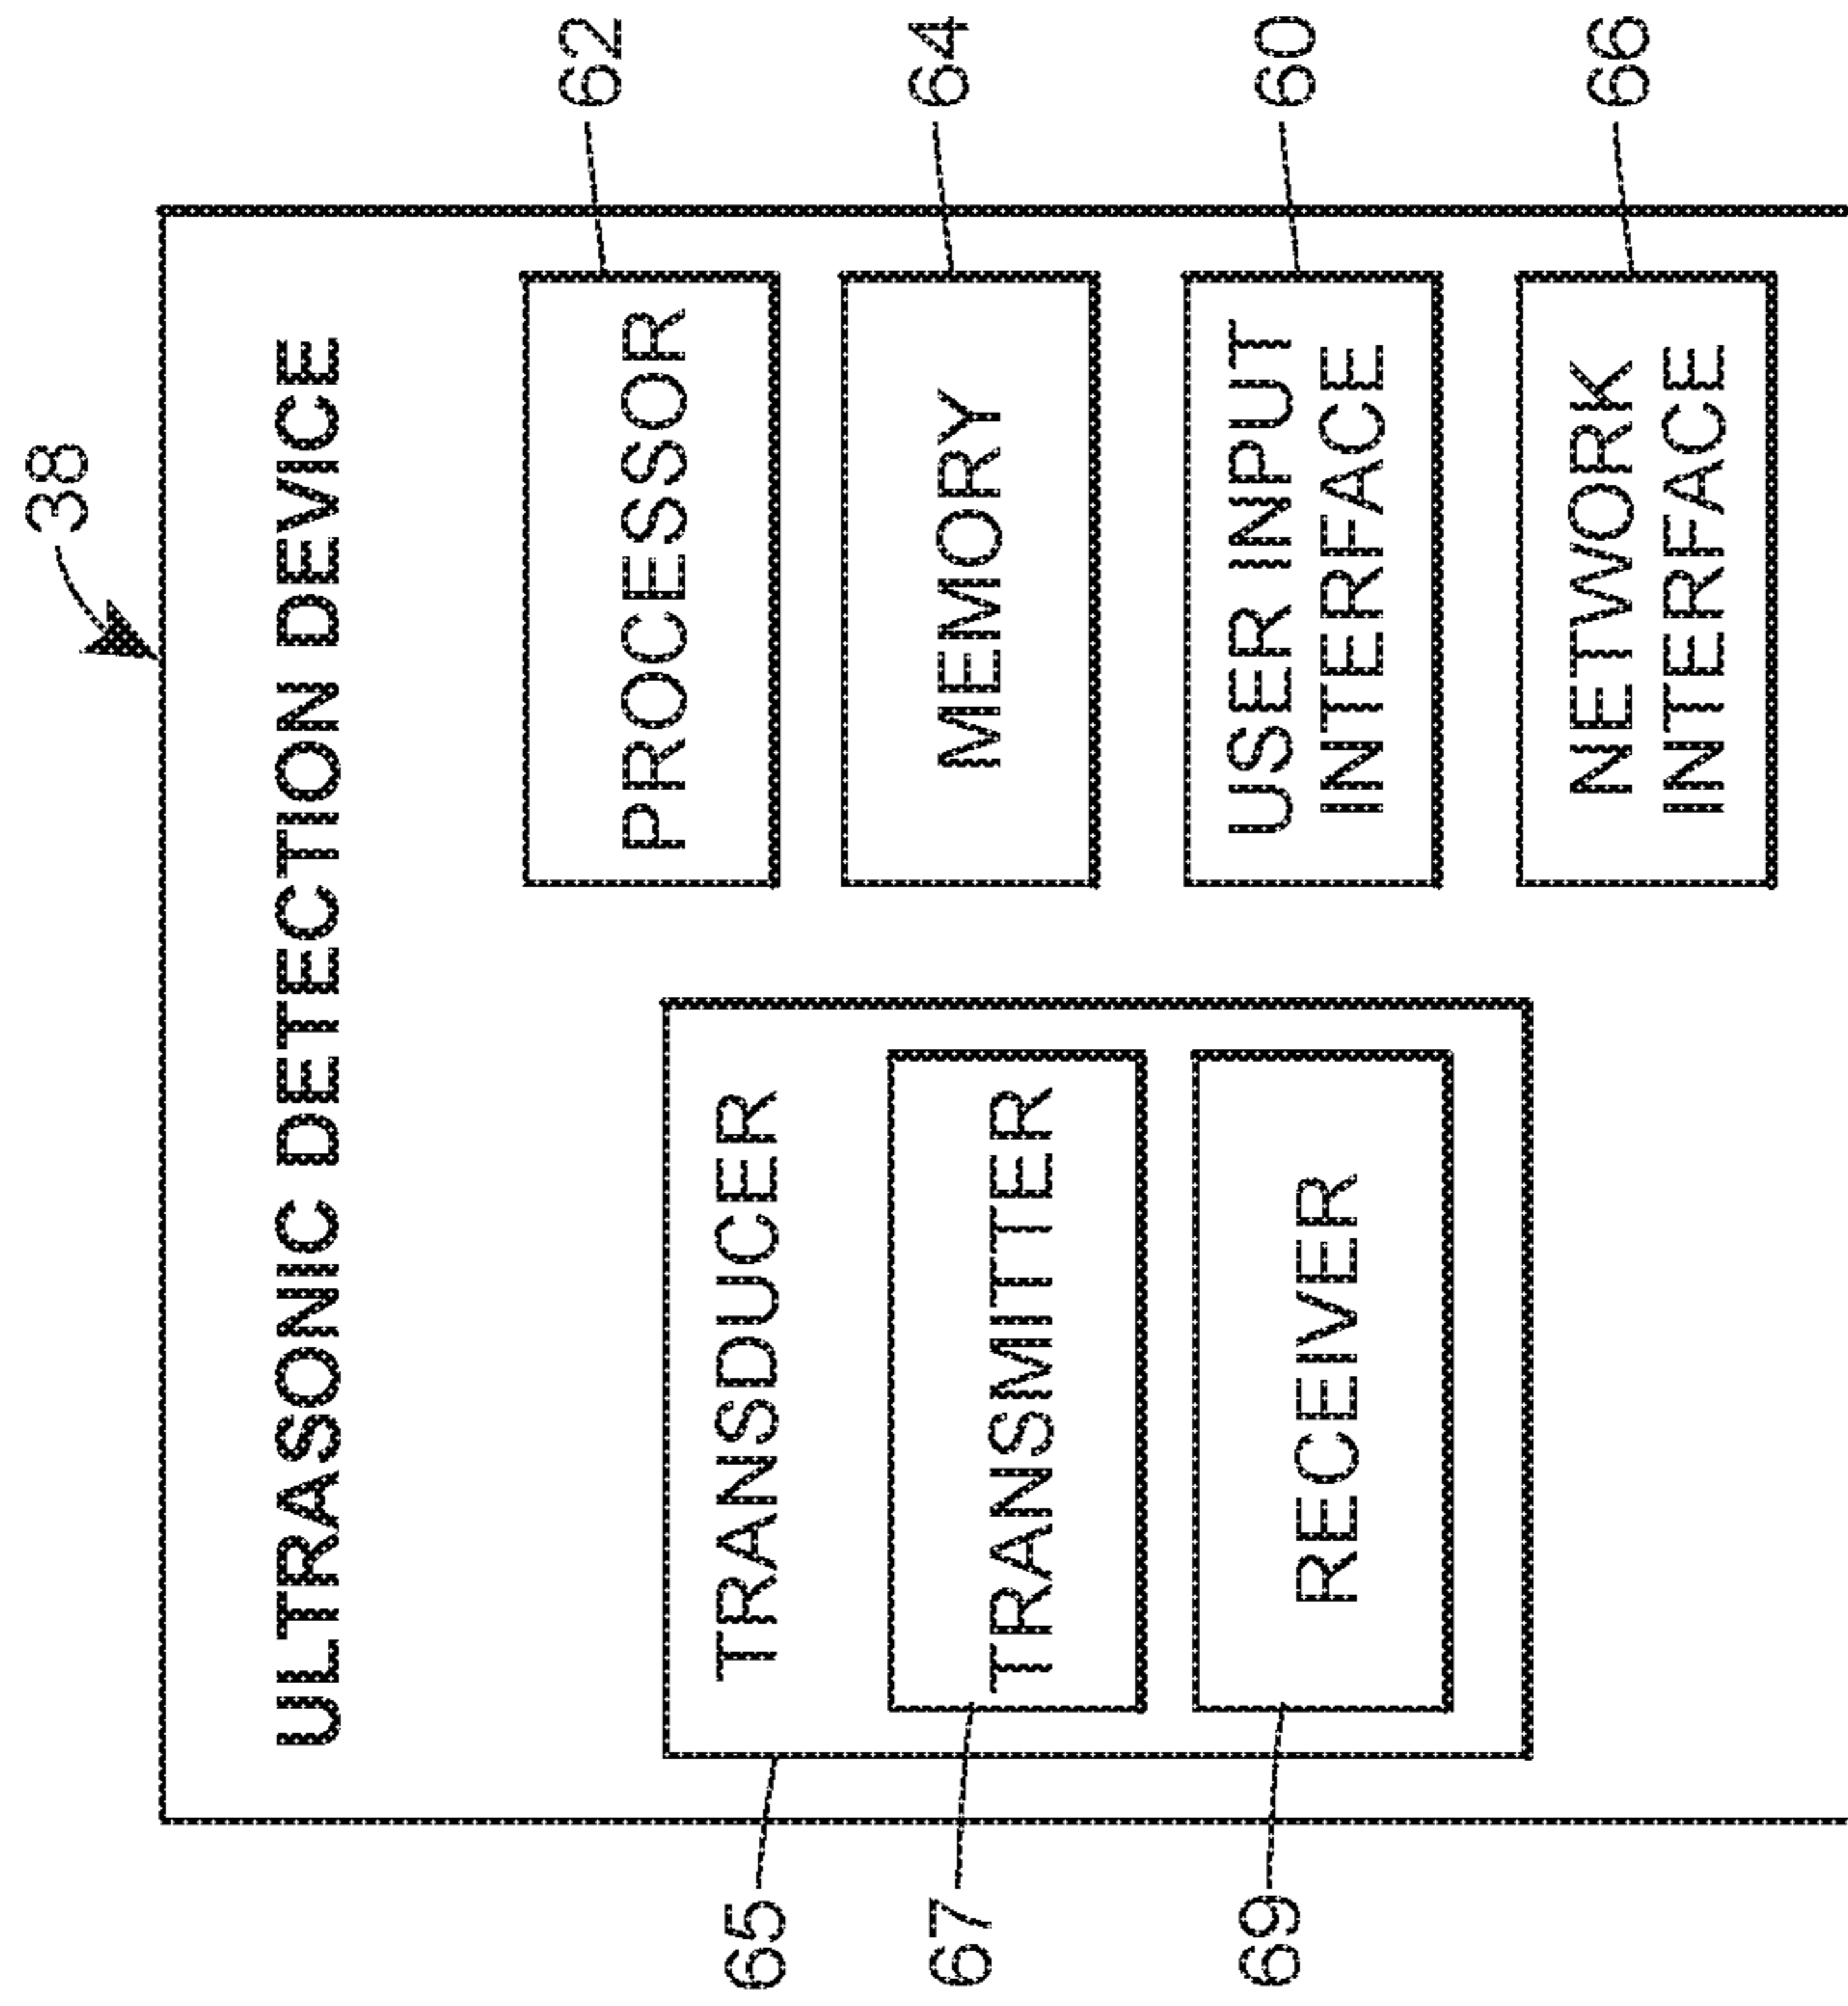 38
ULTRASONIC DETECTION DEVICE
65
TRANSDUCER
67
TRANSMITTER
69
RECEIVER
PROCESSOR
62
MEMORY
64
USER INPUT
INTERFACE
60
NETWORK
INTERFACE
66